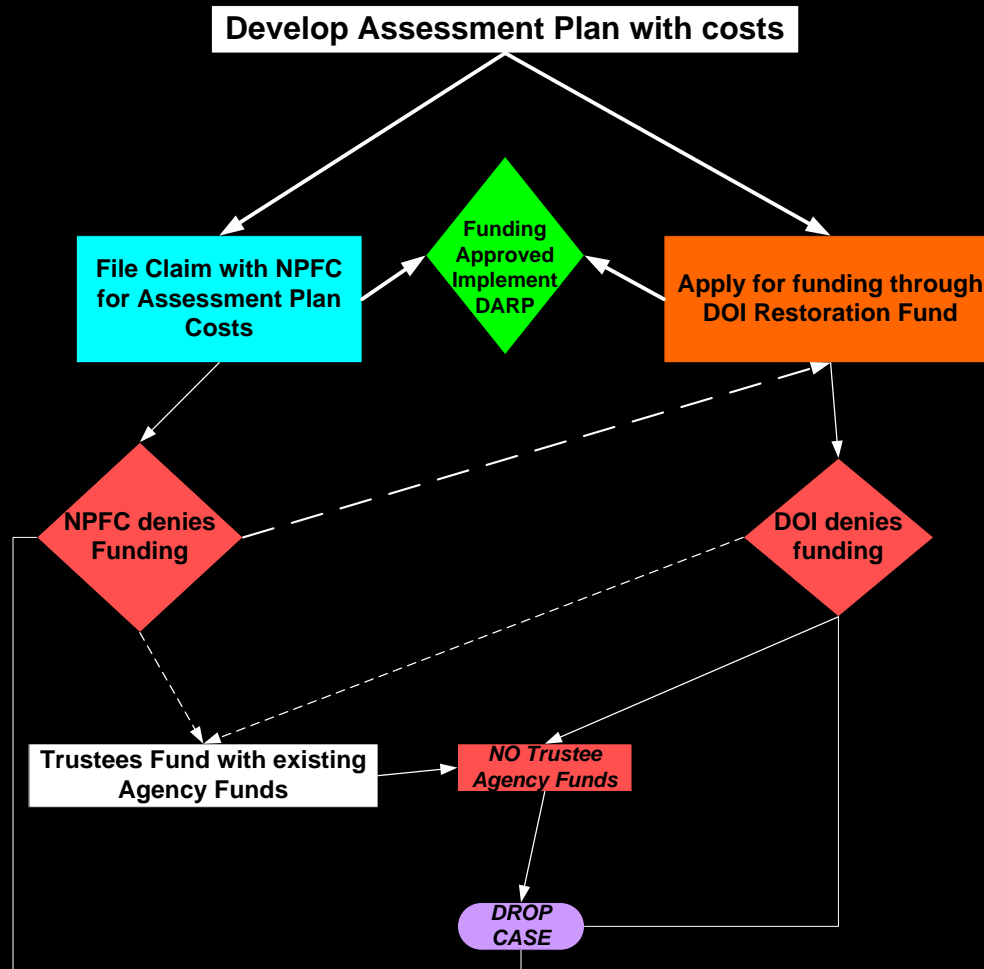 Develop Assessment Plan with costs
Funding
Approved
Implement
DARP
File Claim with NPFC
for Assessment Plan
Costs
Apply for funding through
DOI Restoration Fund
NPFC denies
Funding
DOI denies
funding
Trustees Fund with existing
Agency Funds
NO Trustee
Agency Funds
DROP
CASE